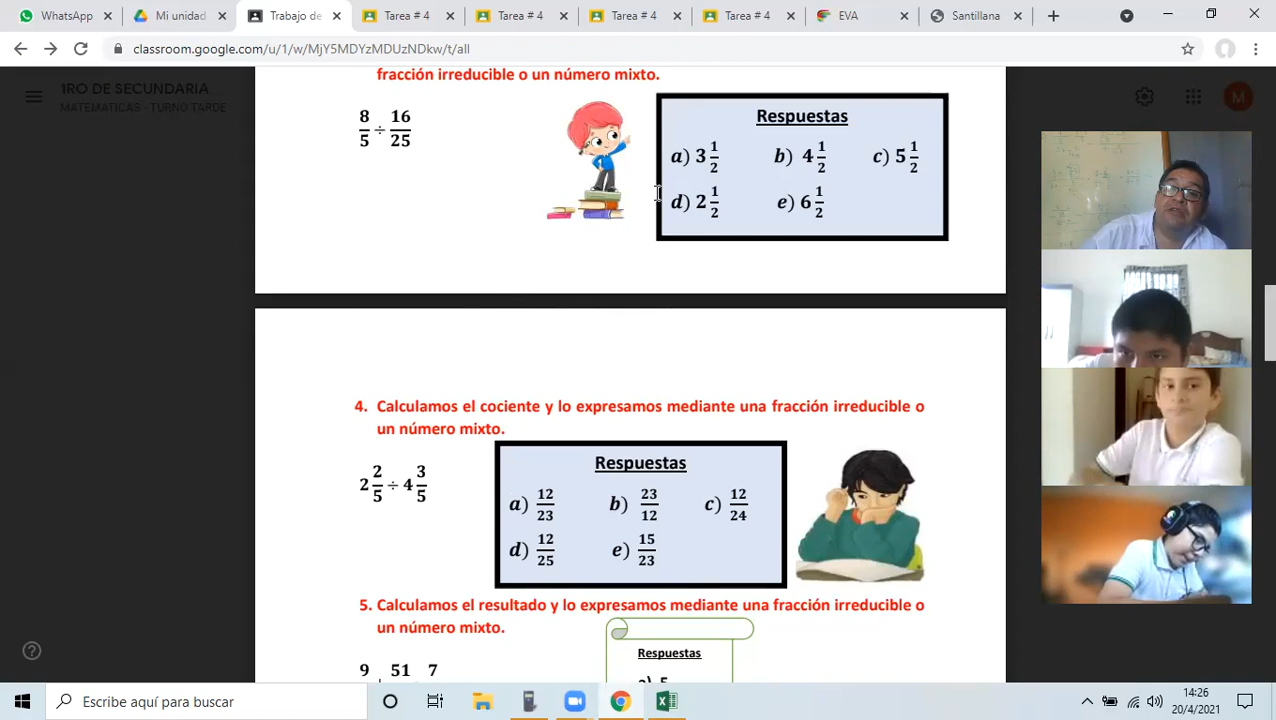 WhatsApp
Mi unidad
Trabajo de
Tarea # 4
Tarea # 4
Tarea # 4
Tarea # 4
EVA
Santillana
classroom.google.com/u/1/w/MjY5MDYzMDUzNDkw/t/all
1RO DE SECUNDARIA
MATEMATICAS - TURNO TARDE
M
fracción irreducible o un número mixto.
8/5 ÷ 16/25
Respuestas
a) 3 1/2 b) 4 1/2 c) 5 1/2
d) 2 1/2 e) 6 1/2
4. Calculamos el cociente y lo expresamos mediante una fracción irreducible o
un número mixto.
2 2/5 ÷ 4 3/5
Respuestas
a) 12/23 b) 23/12 c) 12/24
d) 12/25 e) 15/23
5. Calculamos el resultado y lo expresamos mediante una fracción irreducible o
un número mixto.
Respuestas
9 51 7
Escribe aquí para buscar
14:26
20/4/2021